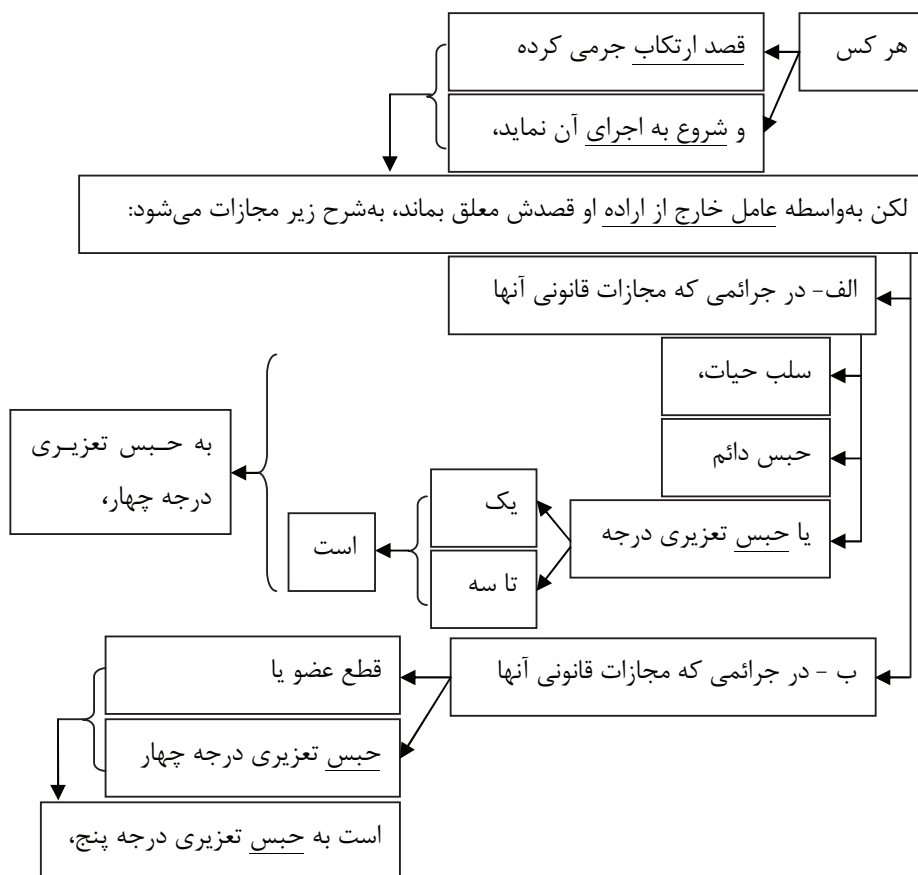 هر کس
قصد ارتکاب جرمی کرده
و شروع به اجرای آن نماید،
لکن به‌واسطه عامل خارج از اراده او قصدش معلق بماند، به‌شرح زیر مجازات می‌شود:
الف- در جرائمی که مجازات قانونی آنها
سلب حیات،
حبس دائم
یا حبس تعزیری درجه
یک
تا سه
است
به حـبس تعزیـری
درجه چهار،
ب - در جرائمی که مجازات قانونی آنها
قطع عضو یا
حبس تعزیری درجه چهار
است به حبس تعزیری درجه پنج،